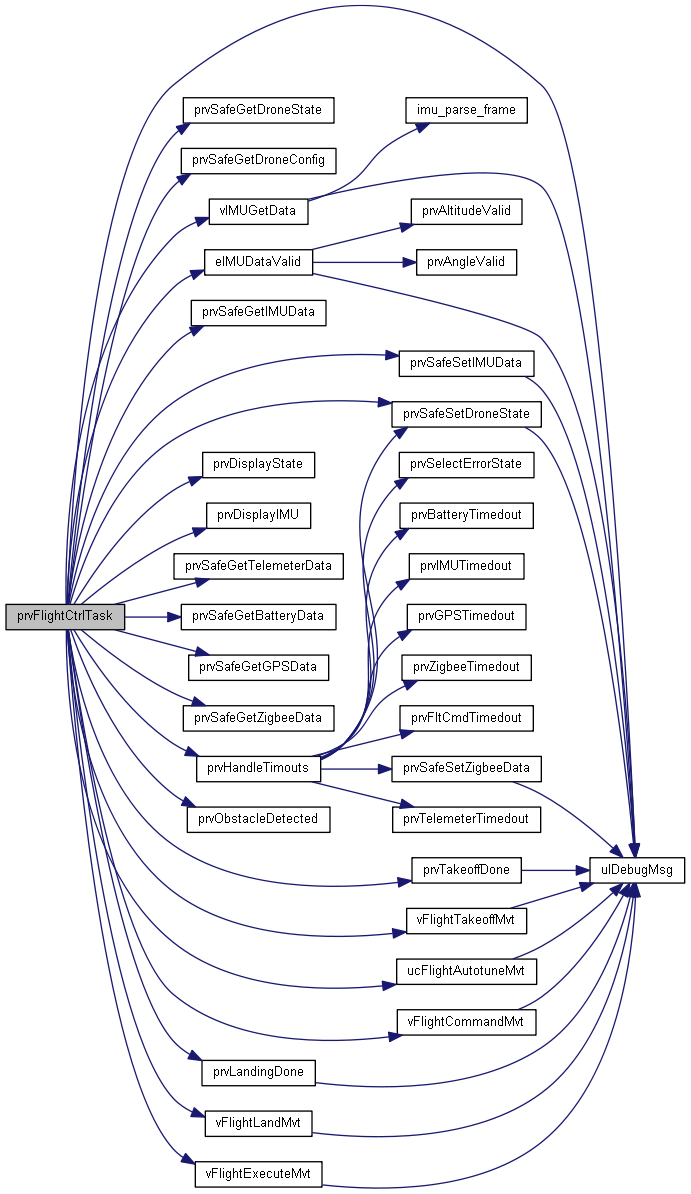 prvSafeGetDroneState
imu_parse_frame
prvSafeGetDroneConfig
vIMUGetData
prvAltitudeValid
eIMUDataValid
prvAngleValid
prvSafeGetIMUData
prvSafeSetIMUData
prvSafeSetDroneState
prvDisplayState
prvSelectErrorState
prvDisplayIMU
prvBatteryTimedout
prvSafeGetTelemeterData
prvIMUTimedout
prvFlightCtrlTask
prvSafeGetBatteryData
prvGPSTimedout
prvSafeGetGPSData
prvZigbeeTimedout
prvSafeGetZigbeeData
prvFltCmdTimedout
prvHandleTimouts
prvSafeSetZigbeeData
prvObstacleDetected
prvTelemeterTimedout
prvTakeoffDone
ulDebugMsg
vFlightTakeoffMvt
ucFlightAutotuneMvt
vFlightCommandMvt
prvLandingDone
vFlightLandMvt
vFlightExecuteMvt